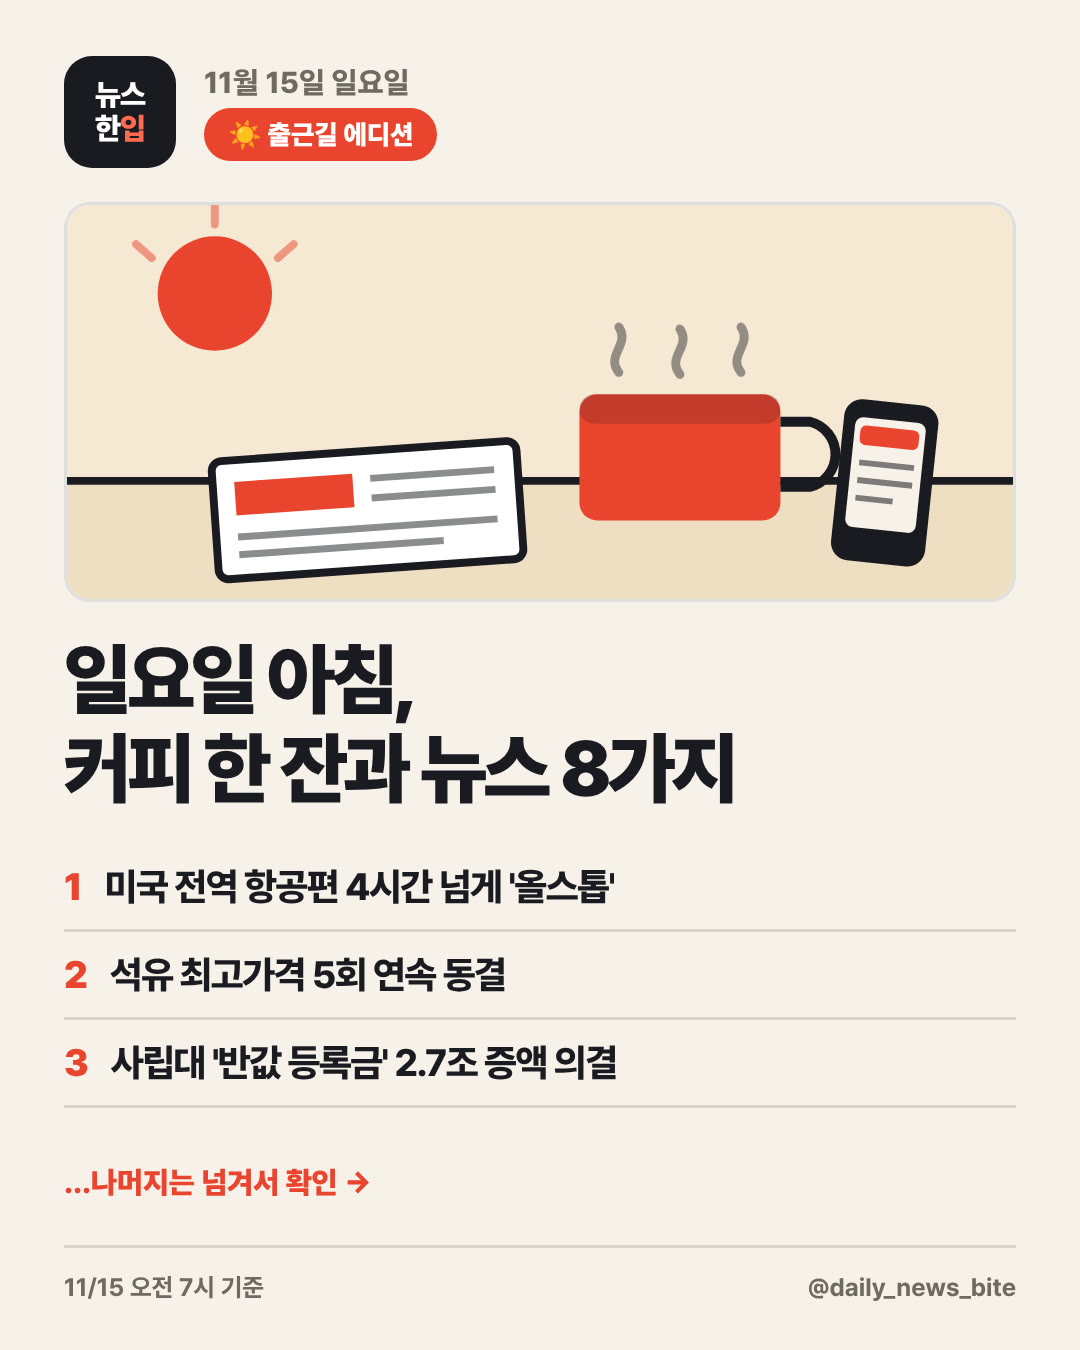 뉴스
한입
11월 15일 일요일
☀️ 출근길 에디션
일요일 아침,
커피 한 잔과 뉴스 8가지
1 미국 전역 항공편 4시간 넘게 '올스톱'
2 석유 최고가격 5회 연속 동결
3 사립대 '반값 등록금' 2.7조 증액 의결
...나머지는 넘겨서 확인 →
11/15 오전 7시 기준
@daily_news_bite